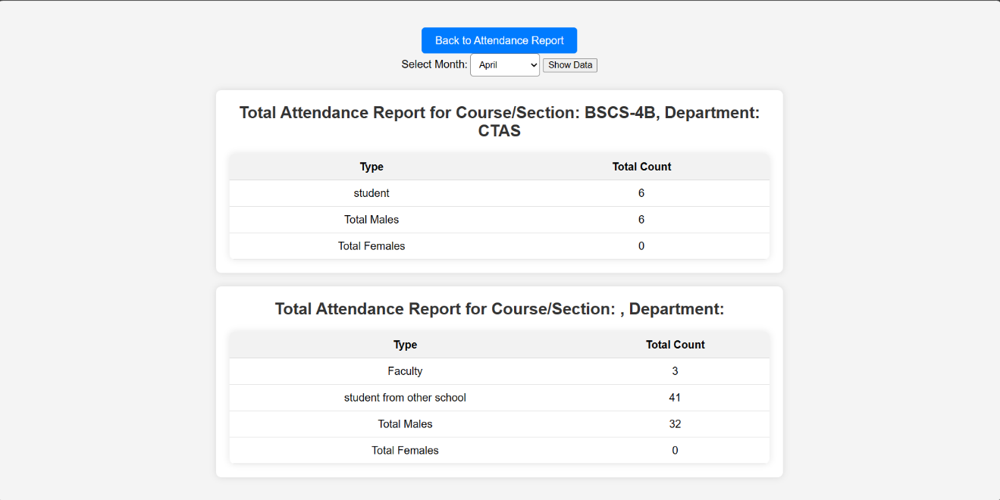 Back to Attendance Report
Select Month: April Show Data
Total Attendance Report for Course/Section: BSCS-4B, Department:
CTAS
Type Total Count
student 6
Total Males 6
Total Females 0
Total Attendance Report for Course/Section: , Department:
Type Total Count
Faculty 3
student from other school 41
Total Males 32
Total Females 0